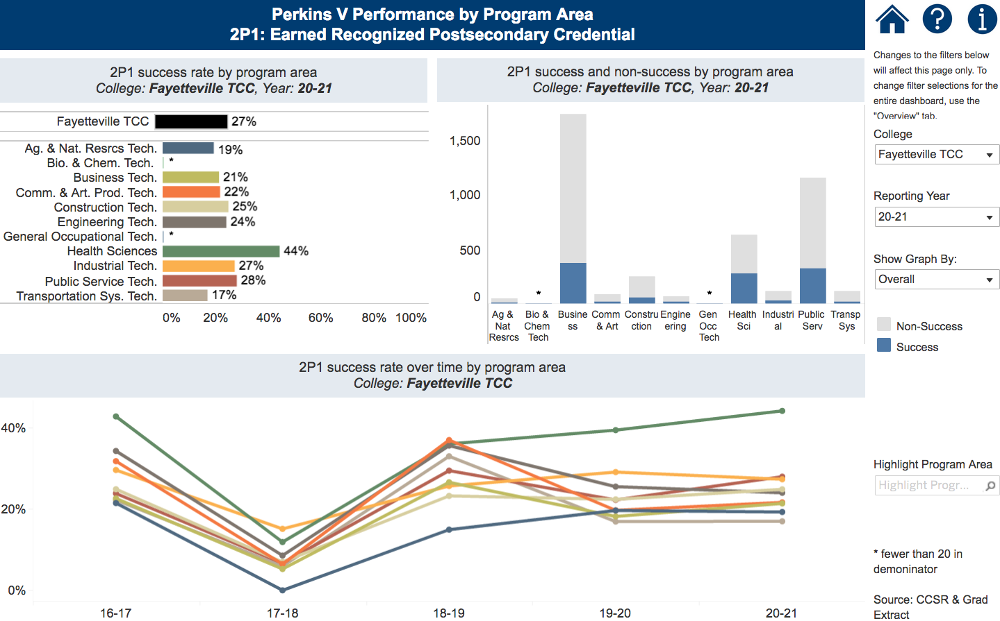 Perkins V Performance by Program Area
2P1: Earned Recognized Postsecondary Credential
Changes to the filters below
will affect this page only. To
change filter selections for the
entire dashboard, use the
"Overview" tab.
2P1 success rate by program area
College: Fayetteville TCC, Year: 20-21
Fayetteville TCC 27%
Ag. & Nat. Resrcs Tech. 19%
Bio. & Chem. Tech. *
Business Tech. 21%
Comm. & Art. Prod. Tech. 22%
Construction Tech. 25%
Engineering Tech. 24%
General Occupational Tech. *
Health Sciences 44%
Industrial Tech. 27%
Public Service Tech. 28%
Transportation Sys. Tech. 17%
0% 20% 40% 60% 80% 100%
2P1 success and non-success by program area
College: Fayetteville TCC, Year: 20-21
1,500
1,000
500
0
* *
Ag & Bio & Busine Comm Constru Engine Gen Health Industri Public Transp
Nat Chem ss & Art ction ering Occ Sci al Serv Sys
Resrcs Tech Tech
College
Fayetteville TCC
Reporting Year
20-21
Show Graph By:
Overall
Non-Success
Success
2P1 success rate over time by program area
College: Fayetteville TCC
40%
20%
0%
16-17 17-18 18-19 19-20 20-21
Highlight Program Area
Highlight Progr...
* fewer than 20 in
demoninator
Source: CCSR & Grad
Extract